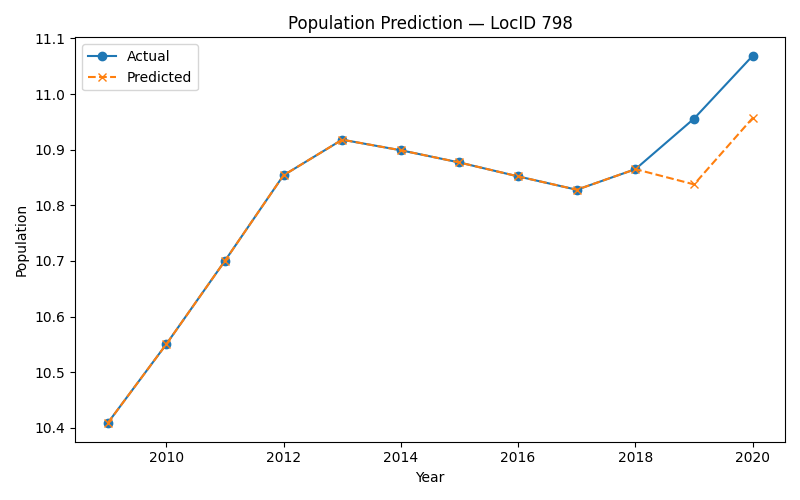 Population Prediction — LocID 798
Actual
Predicted
11.1
11.0
10.9
10.8
10.7
10.6
10.5
10.4
Population
2010 2012 2014 2016 2018 2020
Year